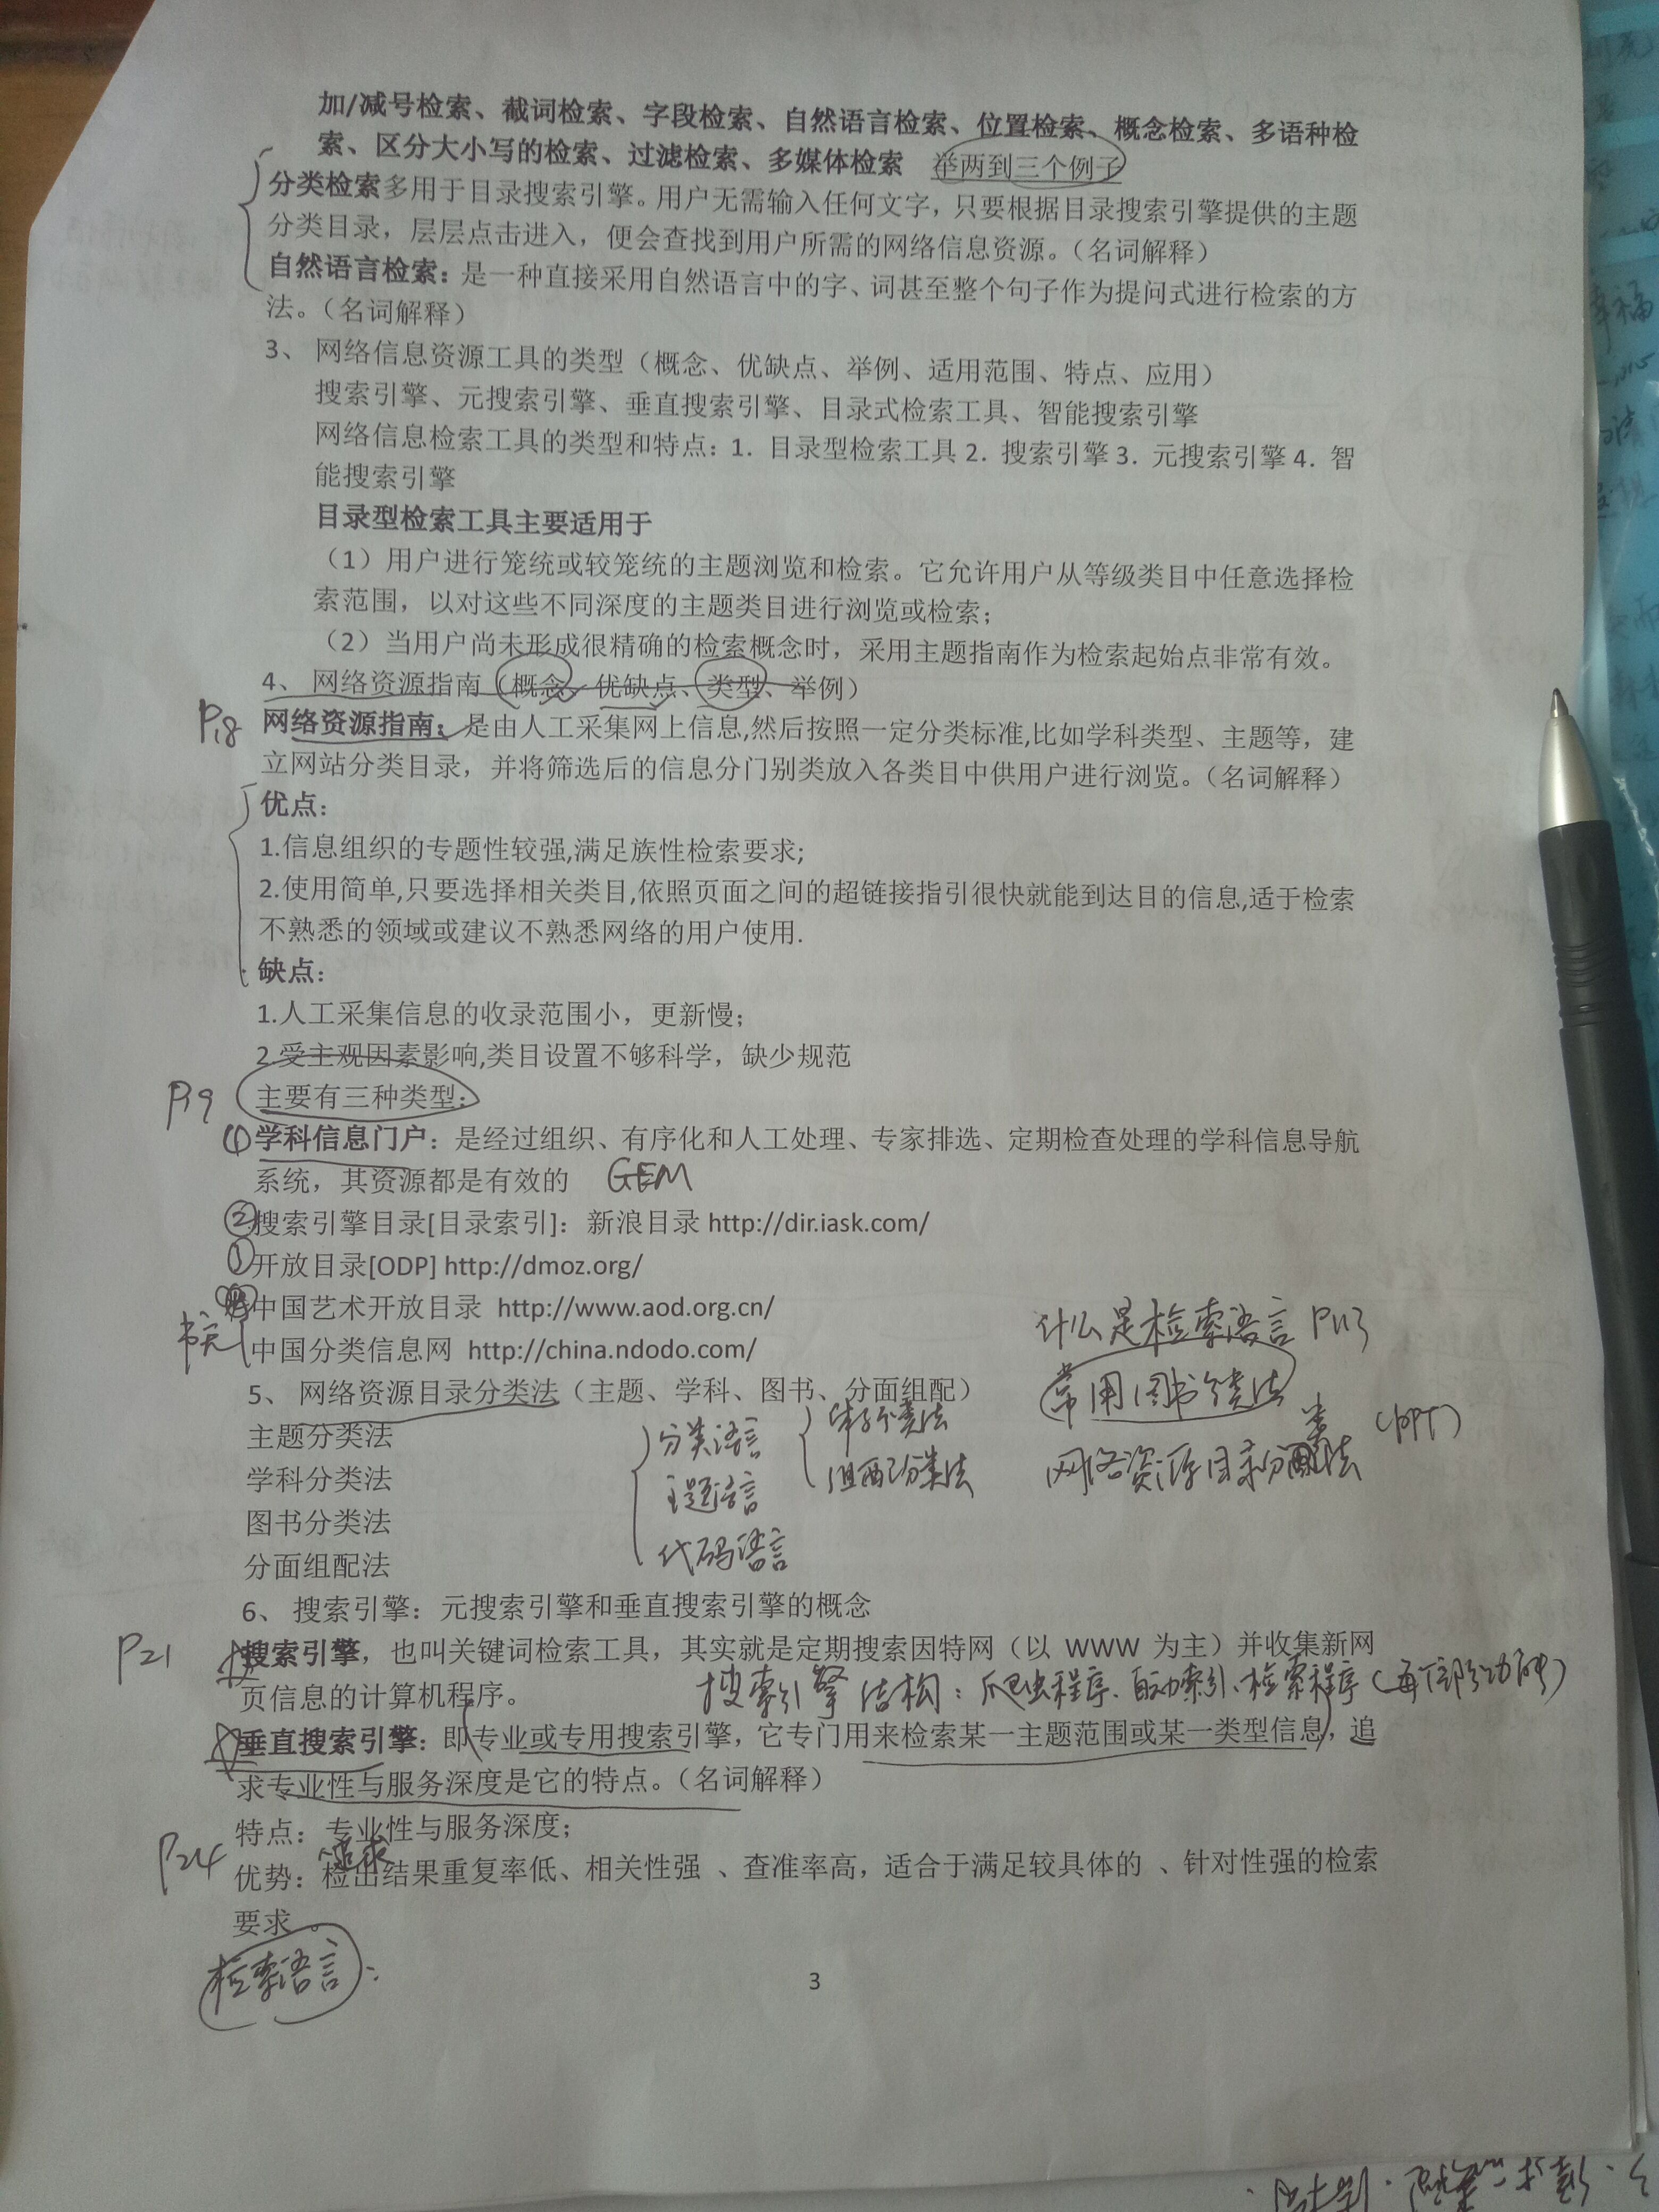 加/减号检索、截词检索、字段检索、自然语言检索、位置检索、概念检索、多语种检
索、区分大小写的检索、过滤检索、多媒体检索 举两到三个例子
分类检索多用于目录搜索引擎。用户无需输入任何文字，只要根据目录搜索引擎提供的主题
分类目录，层层点击进入，便会查找到用户所需的网络信息资源。（名词解释）
自然语言检索：是一种直接采用自然语言中的字、词甚至整个句子作为提问式进行检索的方
法。（名词解释）
3、 网络信息资源工具的类型（概念、优缺点、举例、适用范围、特点、应用）
搜索引擎、元搜索引擎、垂直搜索引擎、目录式检索工具、智能搜索引擎
网络信息检索工具的类型和特点：1. 目录型检索工具 2. 搜索引擎 3. 元搜索引擎 4. 智
能搜索引擎
目录型检索工具主要适用于
（1）用户进行笼统或较笼统的主题浏览和检索。它允许用户从等级类目中任意选择检
索范围，以对这些不同深度的主题类目进行浏览或检索；
（2）当用户尚未形成很精确的检索概念时，采用主题指南作为检索起始点非常有效。
4、 网络资源指南（概念、优缺点、类型、举例）
P18 网络资源指南：是由人工采集网上信息,然后按照一定分类标准,比如学科类型、主题等，建
立网站分类目录，并将筛选后的信息分门别类放入各类目中供用户进行浏览。（名词解释）
优点：
1.信息组织的专题性较强,满足族性检索要求;
2.使用简单,只要选择相关类目,依照页面之间的超链接指引很快就能到达目的信息,适于检索
不熟悉的领域或建议不熟悉网络的用户使用.
缺点：
1.人工采集信息的收录范围小，更新慢；
2.受主观因素影响,类目设置不够科学，缺少规范
P19 主要有三种类型：
① 学科信息门户：是经过组织、有序化和人工处理、专家排选、定期检查处理的学科信息导航
系统，其资源都是有效的 GEM
② 搜索引擎目录[目录索引]：新浪目录 http://dir.iask.com/
① 开放目录[ODP] http://dmoz.org/
中国艺术开放目录 http://www.aod.org.cn/
什么是检索语言 P113
书无 中国分类信息网 http://china.ndodo.com/
5、 网络资源目录分类法（主题、学科、图书、分面组配）
常用图书分类法
主题分类法
分类语言 体系分类法
学科分类法
主题语言 组配分类法 网络资源目录分类法 (PPT)
图书分类法
代码语言
分面组配法
6、 搜索引擎：元搜索引擎和垂直搜索引擎的概念
P21 搜索引擎，也叫关键词检索工具，其实就是定期搜索因特网（以 WWW 为主）并收集新网
页信息的计算机程序。 搜索引擎结构：爬虫程序、自动索引、检索程序（每个部分功能）
垂直搜索引擎：即专业或专用搜索引擎，它专门用来检索某一主题范围或某一类型信息，追
求专业性与服务深度是它的特点。（名词解释）
特点：专业性与服务深度；
追求
P24 优势：检出结果重复率低、相关性强 、查准率高，适合于满足较具体的 、针对性强的检索
要求 。
检索语言：
3